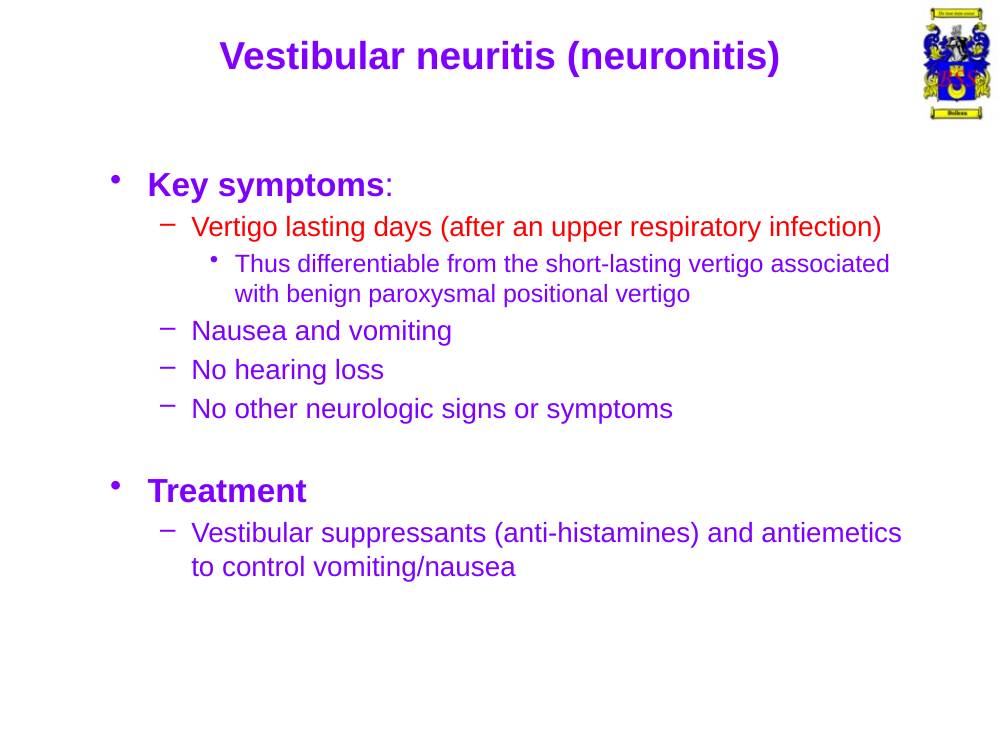 Vestibular neuritis (neuronitis)
• Key symptoms:
– Vertigo lasting days (after an upper respiratory infection)
• Thus differentiable from the short-lasting vertigo associated
with benign paroxysmal positional vertigo
– Nausea and vomiting
– No hearing loss
– No other neurologic signs or symptoms
• Treatment
– Vestibular suppressants (anti-histamines) and antiemetics
to control vomiting/nausea